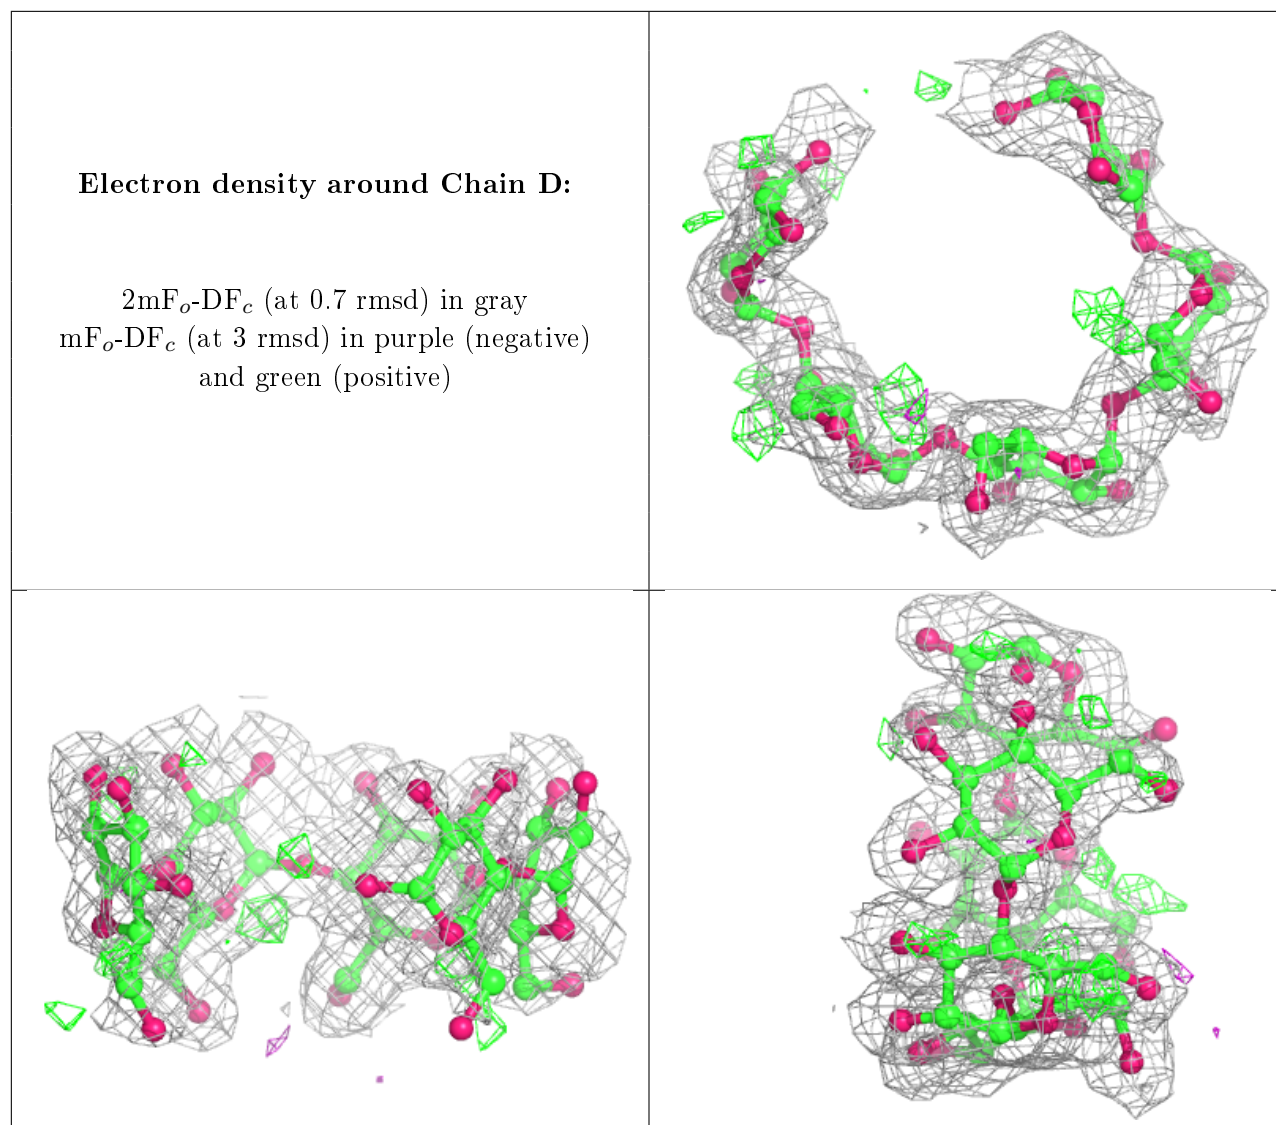 Electron density around Chain D:
2mFₒ-DF𝒸 (at 0.7 rmsd) in gray
mFₒ-DF𝒸 (at 3 rmsd) in purple (negative)
and green (positive)